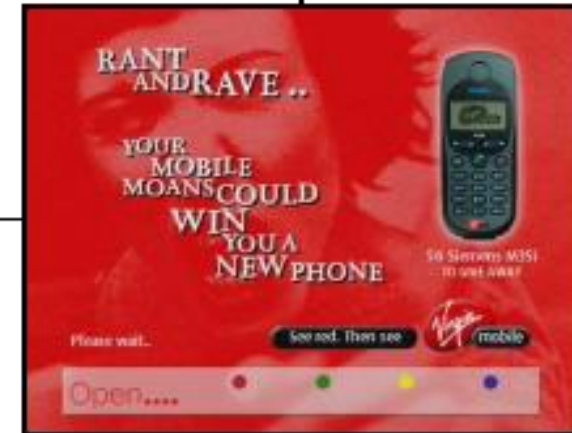 RANT
AND RAVE ..
YOUR
MOBILE
MOANS COULD
WIN
YOU A
NEW PHONE
Siemens M35i
AWAY
Please wait..
See red. Then see
Virgin mobile
Open....